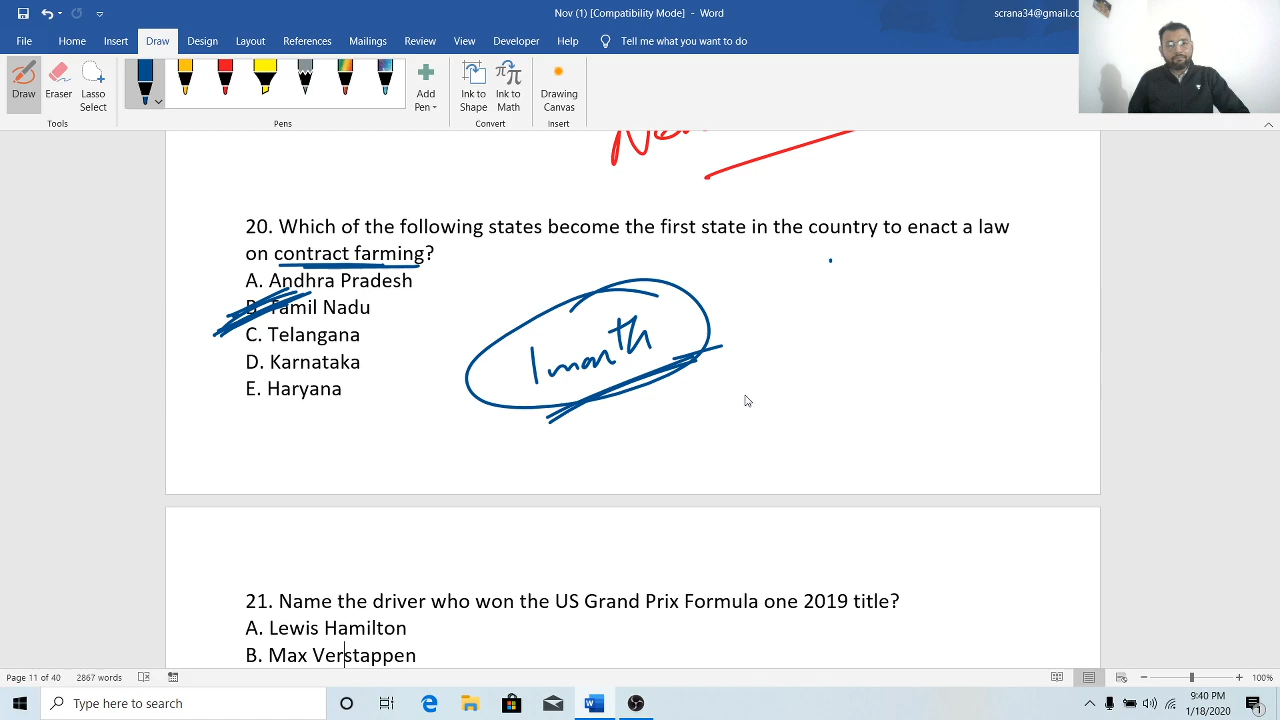 Nov (1) [Compatibility Mode] - Word
scrana34@gmail.co
File Home Insert Draw Design Layout References Mailings Review View Developer Help Tell me what you want to do
Draw Eraser Lasso Select Add Pen Ink to Shape Ink to Math Drawing Canvas
Tools Pens Convert Insert
20. Which of the following states become the first state in the country to enact a law
on contract farming?
A. Andhra Pradesh
B. Tamil Nadu
C. Telangana
D. Karnataka
E. Haryana
1 month
21. Name the driver who won the US Grand Prix Formula one 2019 title?
A. Lewis Hamilton
B. Max Verstappen
Page 11 of 40 2867 words 100%
Type here to search
9:40 PM
1/18/2020